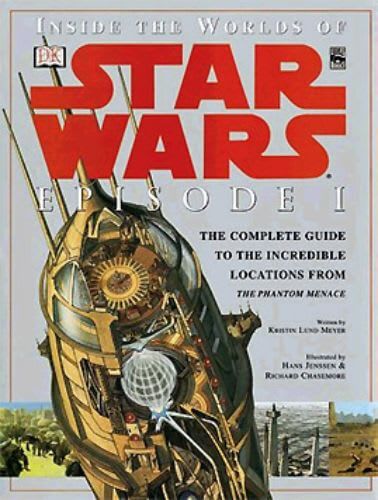 INSIDE THE WORLDS OF
DK
STAR
WARS®
EPISODE I
THE COMPLETE GUIDE
TO THE INCREDIBLE
LOCATIONS FROM
THE PHANTOM MENACE
Written by
KRISTIN LUND MEYER
Illustrated by
HANS JENSSEN &
RICHARD CHASEMORE